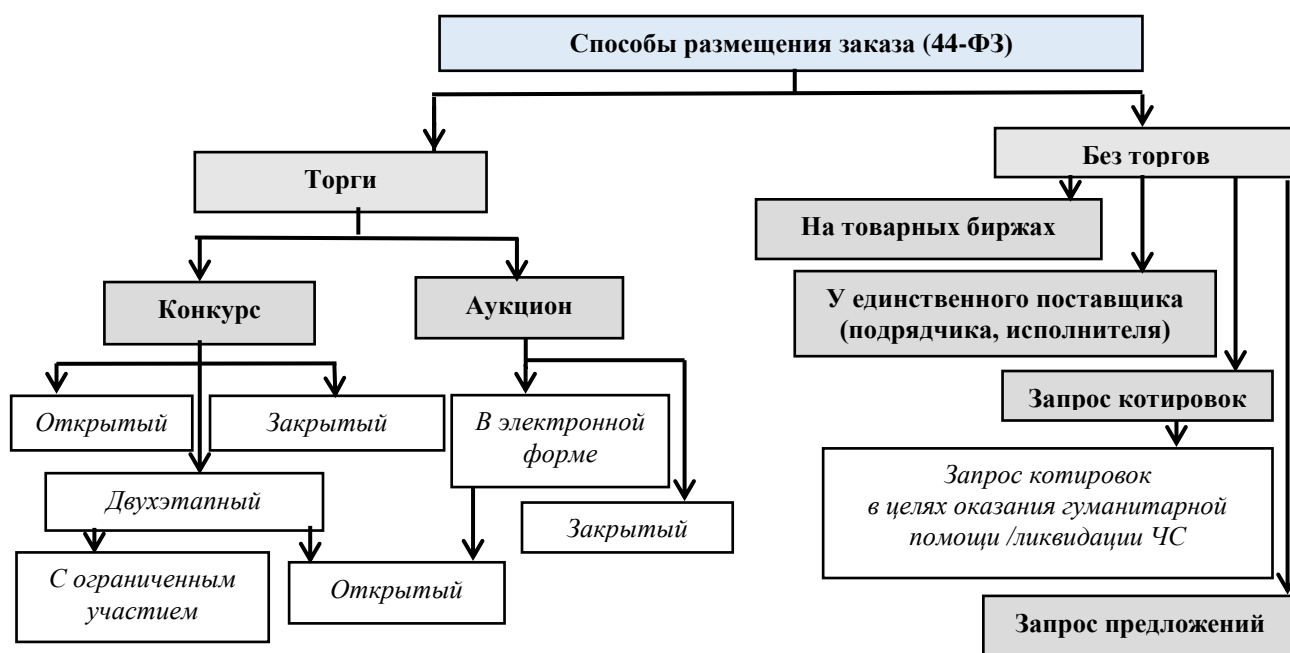 Способы размещения заказа (44-ФЗ)
Торги
Без торгов
На товарных биржах
Конкурс
Аукцион
У единственного поставщика
(подрядчика, исполнителя)
Открытый
Закрытый
В электронной
форме
Запрос котировок
Двухэтапный
Закрытый
Запрос котировок
в целях оказания гуманитарной
помощи /ликвидации ЧС
С ограниченным
участием
Открытый
Запрос предложений